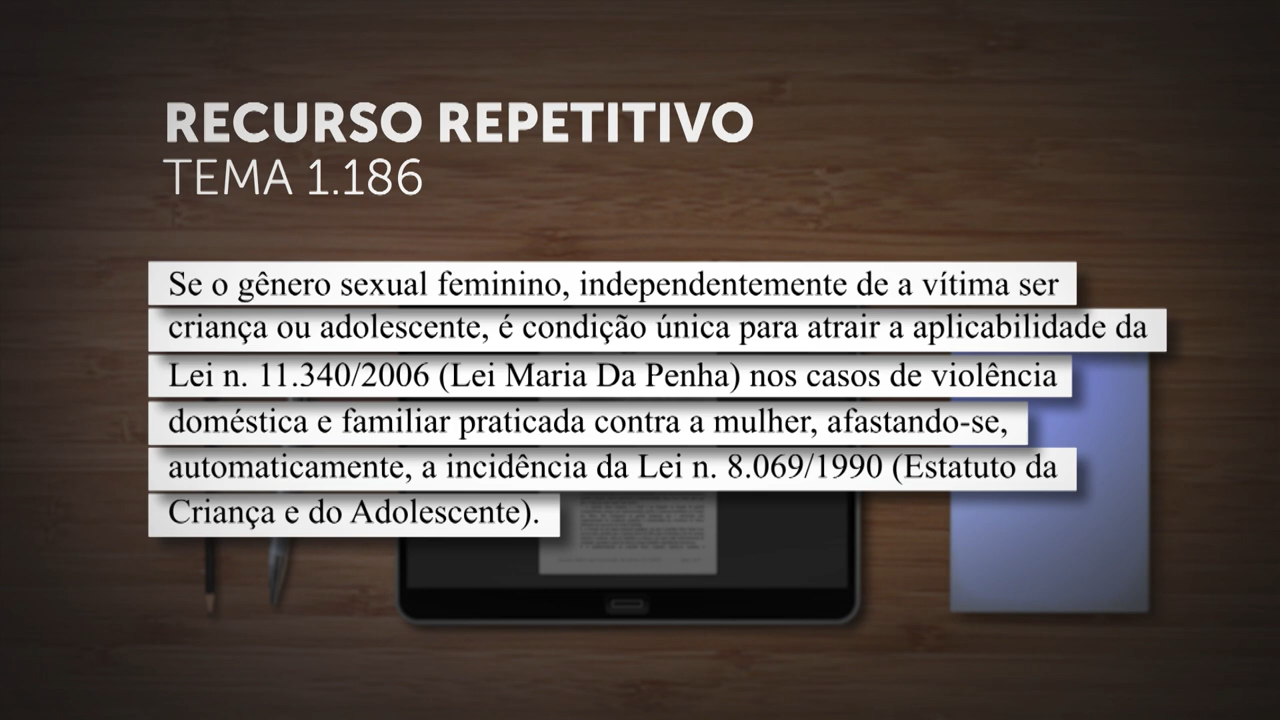 RECURSO REPETITIVO
TEMA 1.186
Se o gênero sexual feminino, independentemente de a vítima ser
criança ou adolescente, é condição única para atrair a aplicabilidade da
Lei n. 11.340/2006 (Lei Maria Da Penha) nos casos de violência
doméstica e familiar praticada contra a mulher, afastando-se,
automaticamente, a incidência da Lei n. 8.069/1990 (Estatuto da
Criança e do Adolescente).